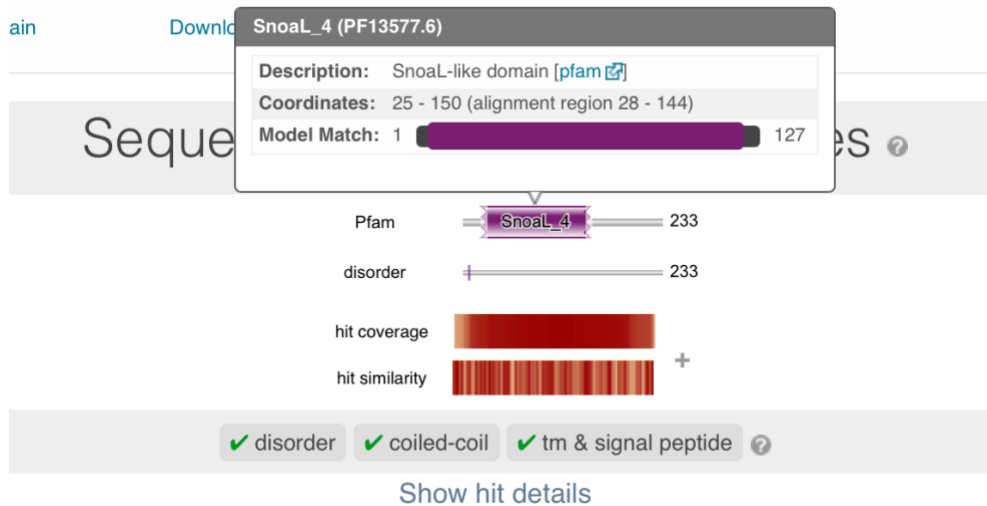 ain
Downlo
SnoaL_4 (PF13577.6)
Description: SnoaL-like domain [pfam]
Coordinates: 25 - 150 (alignment region 28 - 144)
Model Match: 1 127
Seque
es ?
Pfam SnoaL_4 233
disorder 233
hit coverage
hit similarity +
✔ disorder ✔ coiled-coil ✔ tm & signal peptide ?
Show hit details